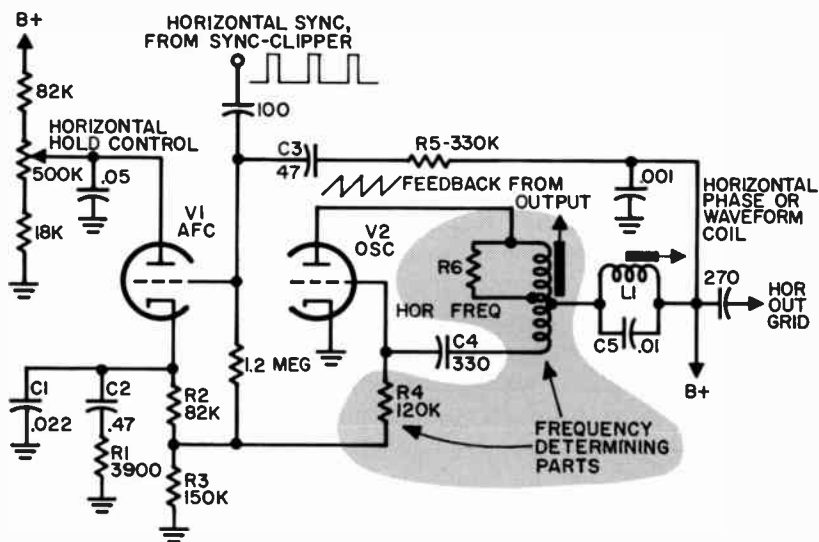 B+
HORIZONTAL SYNC,
FROM SYNC-CLIPPER
82K
100
HORIZONTAL
HOLD CONTROL
500K
.05
18K
C3
47
R5-330K
.001
FEEDBACK FROM
OUTPUT
HORIZONTAL
PHASE OR
WAVEFORM
COIL
V1
AFC
V2
OSC
R6
HOR FREQ
L1
C5
.01
270
HOR
OUT
GRID
B+
C4
330
1.2 MEG
R4
120K
C1
.022
C2
.47
R1
3900
R2
82K
R3
150K
FREQUENCY
DETERMINING
PARTS